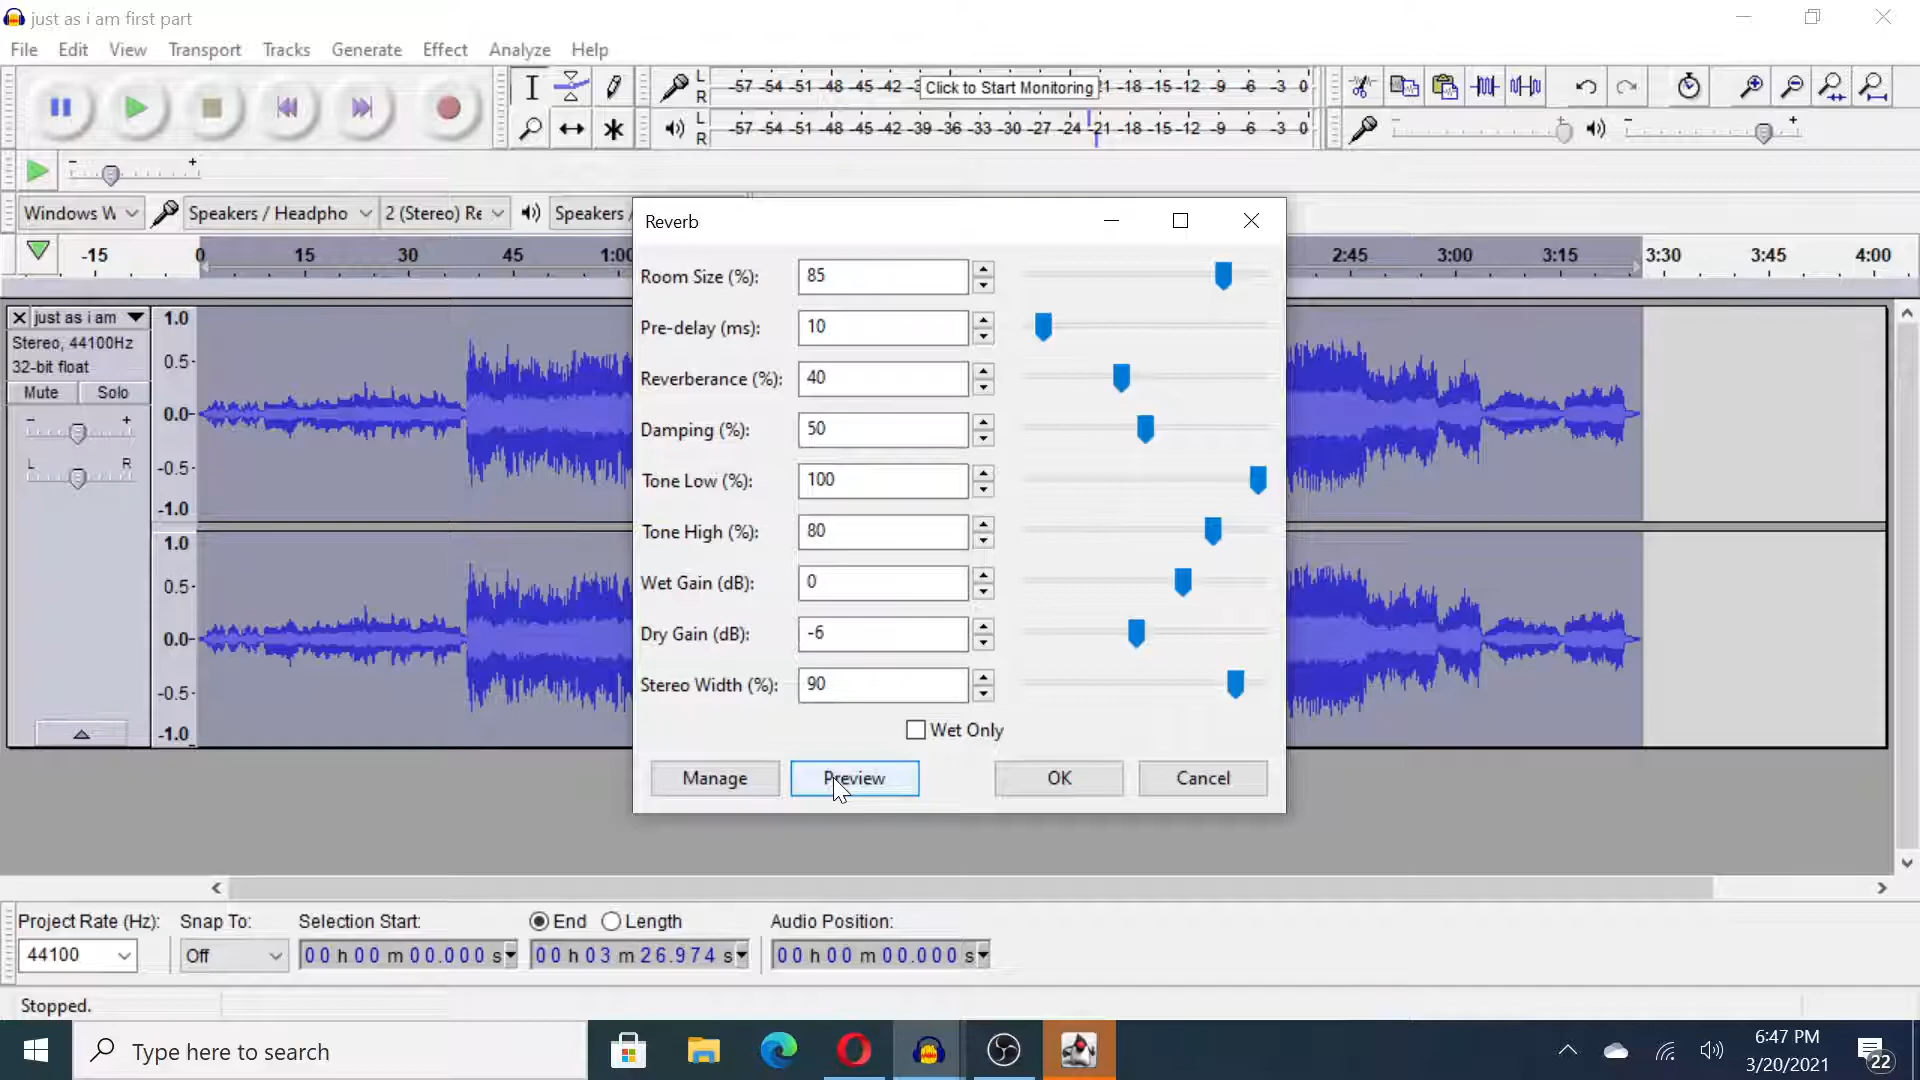 just as i am first part
File Edit View Transport Tracks Generate Effect Analyze Help
L
R
-57 -54 -51 -48 -45 -42 -3 Click to Start Monitoring 1 -18 -15 -12 -9 -6 -3 0
L
R
-57 -54 -51 -48 -45 -42 -39 -36 -33 -30 -27 -24 -21 -18 -15 -12 -9 -6 -3 0
- +
- +
- +
Windows W Speakers / Headpho 2 (Stereo) Re Speakers /
-15 0 15 30 45 1:00 2:45 3:00 3:15 3:30 3:45 4:00
just as i am
Stereo, 44100Hz
32-bit float
Mute Solo
- +
L R
1.0
0.5
0.0
-0.5
-1.0
1.0
0.5
0.0
-0.5
-1.0
Reverb
Room Size (%): 85
Pre-delay (ms): 10
Reverberance (%): 40
Damping (%): 50
Tone Low (%): 100
Tone High (%): 80
Wet Gain (dB): 0
Dry Gain (dB): -6
Stereo Width (%): 90
Wet Only
Manage Preview OK Cancel
Project Rate (Hz): Snap To: Selection Start: End Length Audio Position:
44100 Off 00 h 00 m 00.000 s 00 h 03 m 26.974 s 00 h 00 m 00.000 s
Stopped.
Type here to search
6:47 PM
3/20/2021
22